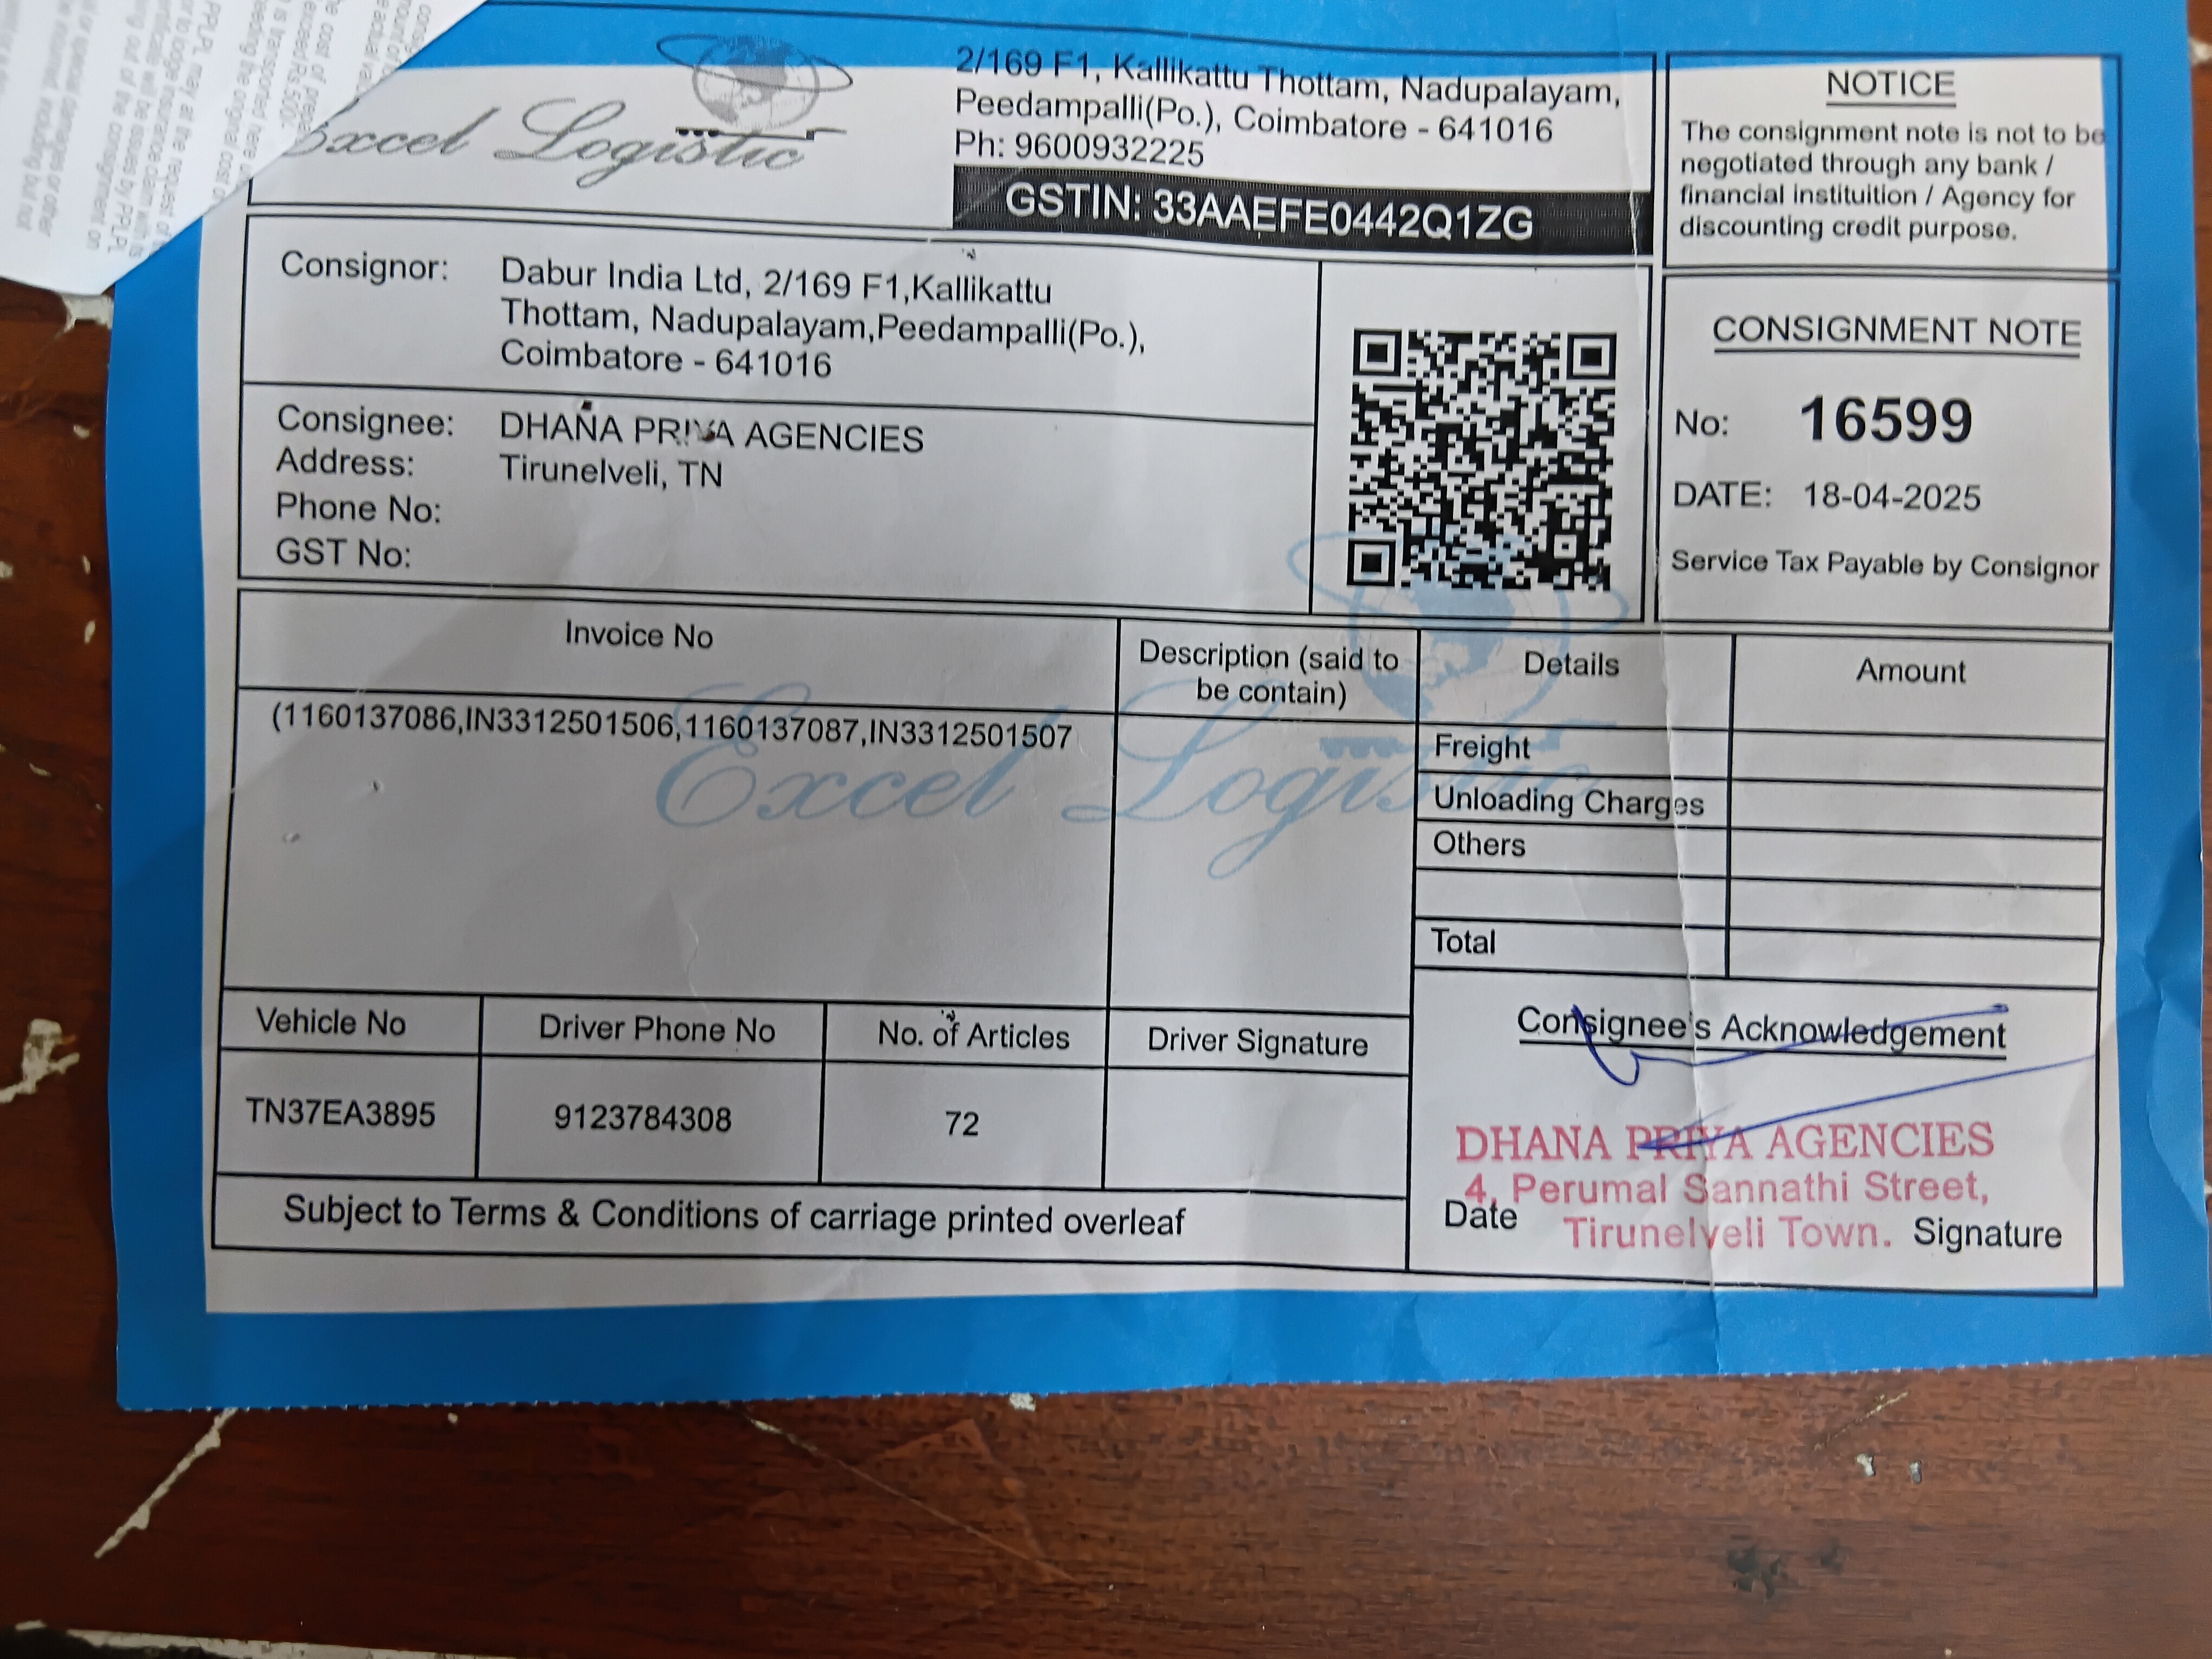 Excel Logistic
2/169 F1, Kallikattu Thottam, Nadupalayam,
Peedampalli(Po.), Coimbatore - 641016
Ph: 9600932225
GSTIN: 33AAEFE0442Q1ZG
NOTICE
The consignment note is not to be
negotiated through any bank /
financial instituition / Agency for
discounting credit purpose.
Consignor: Dabur India Ltd, 2/169 F1,Kallikattu
Thottam, Nadupalayam,Peedampalli(Po.),
Coimbatore - 641016
CONSIGNMENT NOTE
No: 16599
DATE: 18-04-2025
Service Tax Payable by Consignor
Consignee: DHANA PRIYA AGENCIES
Address: Tirunelveli, TN
Phone No:
GST No:
Invoice No
Description (said to
be contain)
Details Amount
(1160137086,IN3312501506,1160137087,IN3312501507
Excel Logistic
Freight
Unloading Charges
Others
Total
Vehicle No Driver Phone No No. of Articles Driver Signature
TN37EA3895 9123784308 72
Consignee's Acknowledgement
DHANA PRIYA AGENCIES
4, Perumal Sannathi Street,
Tirunelveli Town.
Date Signature
Subject to Terms & Conditions of carriage printed overleaf